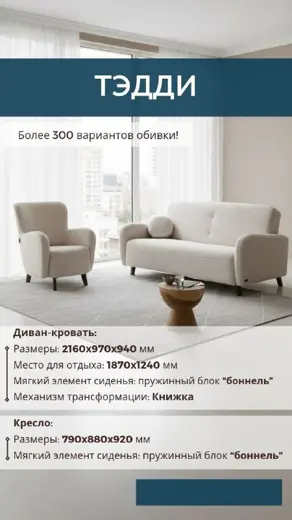 ТЭДДИ
Более 300 вариантов обивки!
Диван-кровать:
Размеры: 2160х970х940 мм
Место для отдыха: 1870х1240 мм
Мягкий элемент сиденья: пружинный блок “боннель”
Механизм трансформации: Книжка
Кресло:
Размеры: 790х880х920 мм
Мягкий элемент сиденья: пружинный блок “боннель”